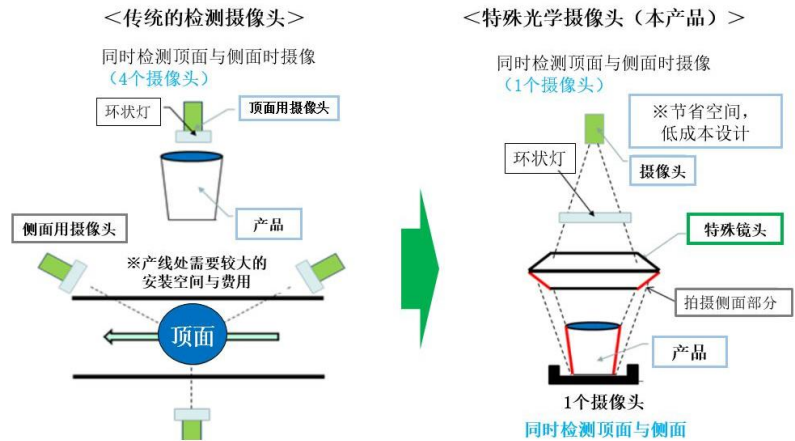 ＜传统的检测摄像头＞
同时检测顶面与侧面时摄像
（4个摄像头）
环状灯
顶面用摄像头
产品
侧面用摄像头
※产线处需要较大的
安装空间与费用
顶面
＜特殊光学摄像头（本产品）＞
同时检测顶面与侧面时摄像
（1个摄像头）
※节省空间，
低成本设计
环状灯
摄像头
特殊镜头
拍摄侧面部分
产品
1个摄像头
同时检测顶面与侧面